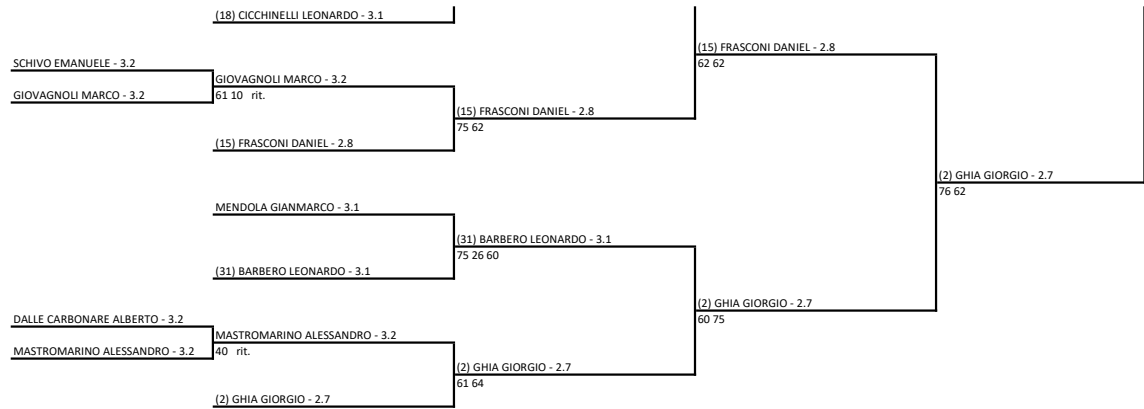 (18) CICCHINELLI LEONARDO - 3.1
(15) FRASCONI DANIEL - 2.8
62 62
SCHIVO EMANUELE - 3.2
GIOVAGNOLI MARCO - 3.2
GIOVAGNOLI MARCO - 3.2
61 10 rit.
(15) FRASCONI DANIEL - 2.8
75 62
(15) FRASCONI DANIEL - 2.8
(2) GHIA GIORGIO - 2.7
76 62
MENDOLA GIANMARCO - 3.1
(31) BARBERO LEONARDO - 3.1
75 26 60
(31) BARBERO LEONARDO - 3.1
(2) GHIA GIORGIO - 2.7
60 75
DALLE CARBONARE ALBERTO - 3.2
MASTROMARINO ALESSANDRO - 3.2
MASTROMARINO ALESSANDRO - 3.2
40 rit.
(2) GHIA GIORGIO - 2.7
61 64
(2) GHIA GIORGIO - 2.7